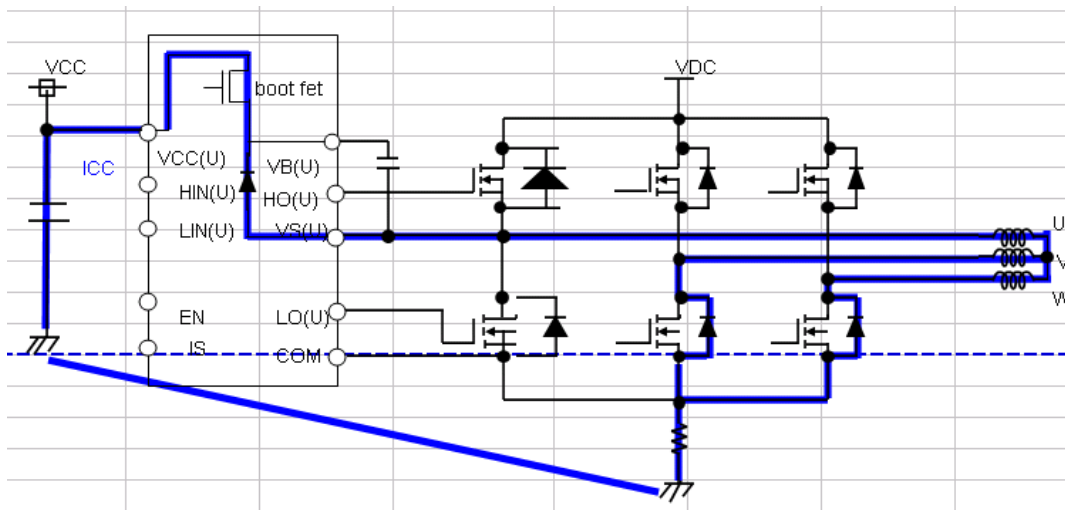 VCC
VDC
boot fet
ICC
VCC(U)
VB(U)
HIN(U)
HO(U)
LIN(U)
VS(U)
U
V
W
EN
LO(U)
IS
COM